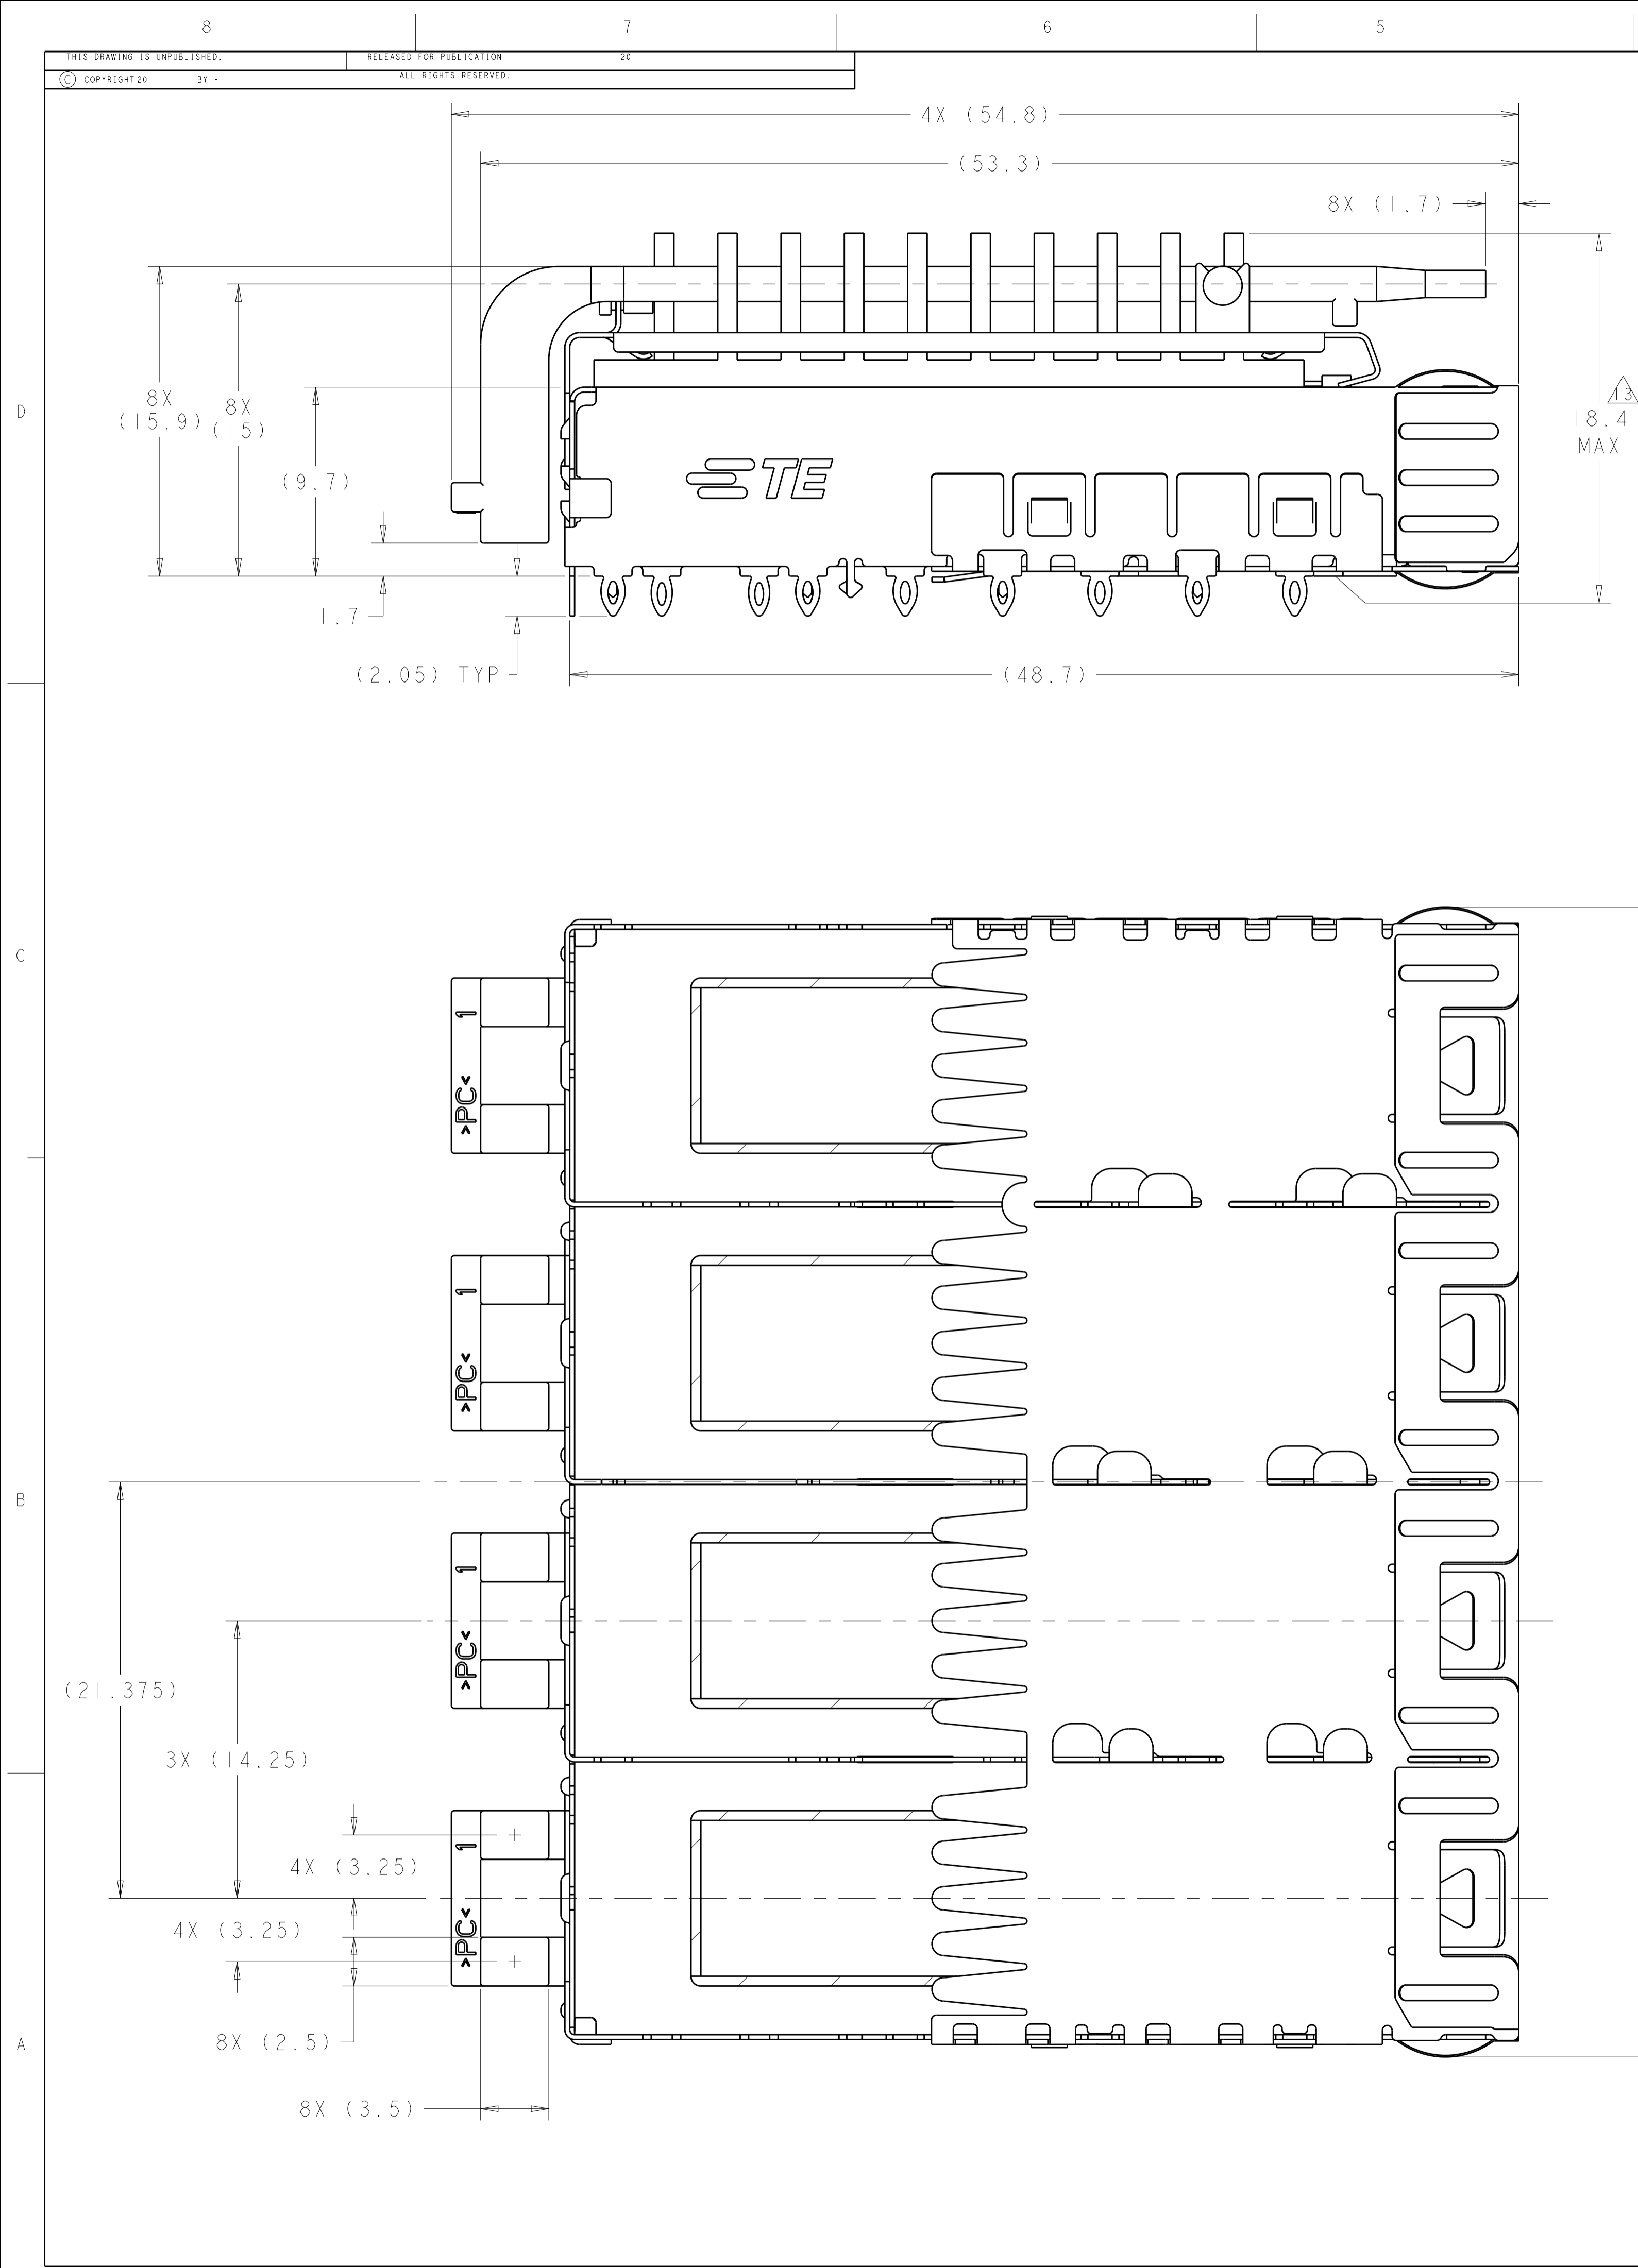 8 7 6 5
THIS DRAWING IS UNPUBLISHED. RELEASED FOR PUBLICATION 20
© COPYRIGHT 20 BY - ALL RIGHTS RESERVED.
4X (54.8)
(53.3)
8X (1.7)
8X
(15.9)
8X
(15)
(9.7)
D
13
18.4
MAX
TE
1.7
(2.05) TYP
(48.7)
C
>PC< 1
>PC< 1
B
>PC< 1
(21.375)
3X (14.25)
>PC< 1
4X (3.25)
4X (3.25)
A
8X (2.5)
8X (3.5)